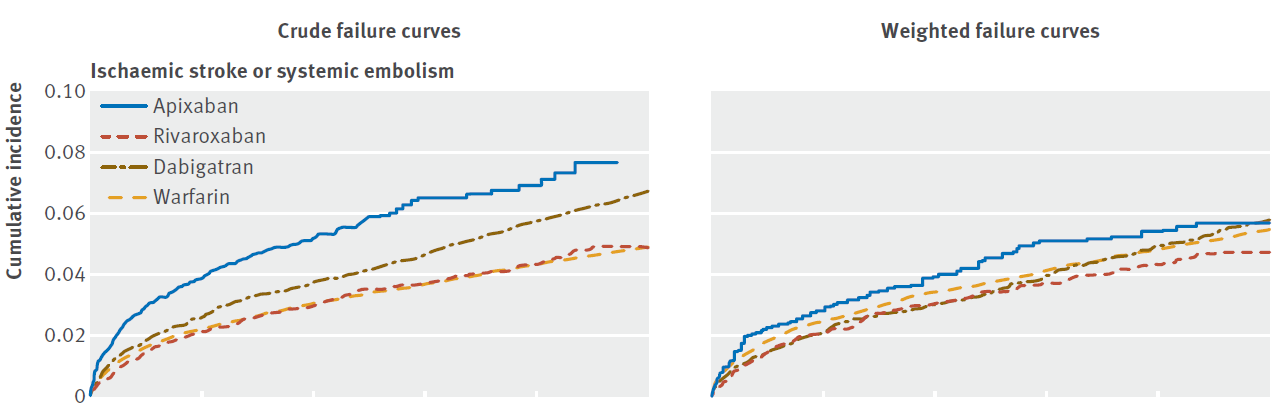 Crude failure curves
Weighted failure curves
Ischaemic stroke or systemic embolism
Cumulative incidence
0.10
0.08
0.06
0.04
0.02
0
Apixaban
Rivaroxaban
Dabigatran
Warfarin